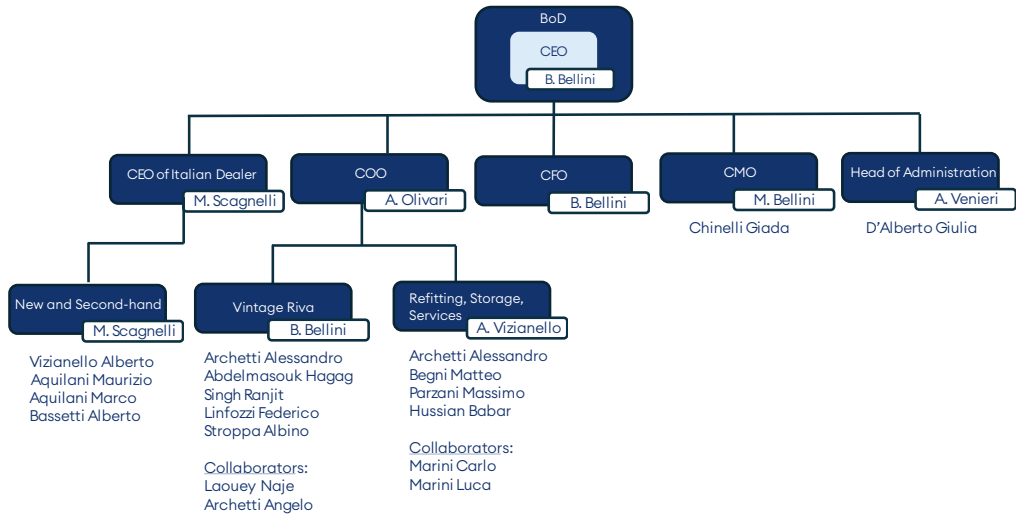 BoD
CEO
B. Bellini
CEO of Italian Dealer
M. Scagnelli
COO
A. Olivari
CFO
B. Bellini
CMO
M. Bellini
Chinelli Giada
Head of Administration
A. Venieri
D'Alberto Giulia
New and Second-hand
M. Scagnelli
Vizianello Alberto
Aquilani Maurizio
Aquilani Marco
Bassetti Alberto
Vintage Riva
B. Bellini
Archetti Alessandro
Abdelmasouk Hagag
Singh Ranjit
Linfozzi Federico
Stroppa Albino
Collaborators:
Laouey Naje
Archetti Angelo
Refitting, Storage,
Services
A. Vizianello
Archetti Alessandro
Begni Matteo
Parzani Massimo
Hussian Babar
Collaborators:
Marini Carlo
Marini Luca